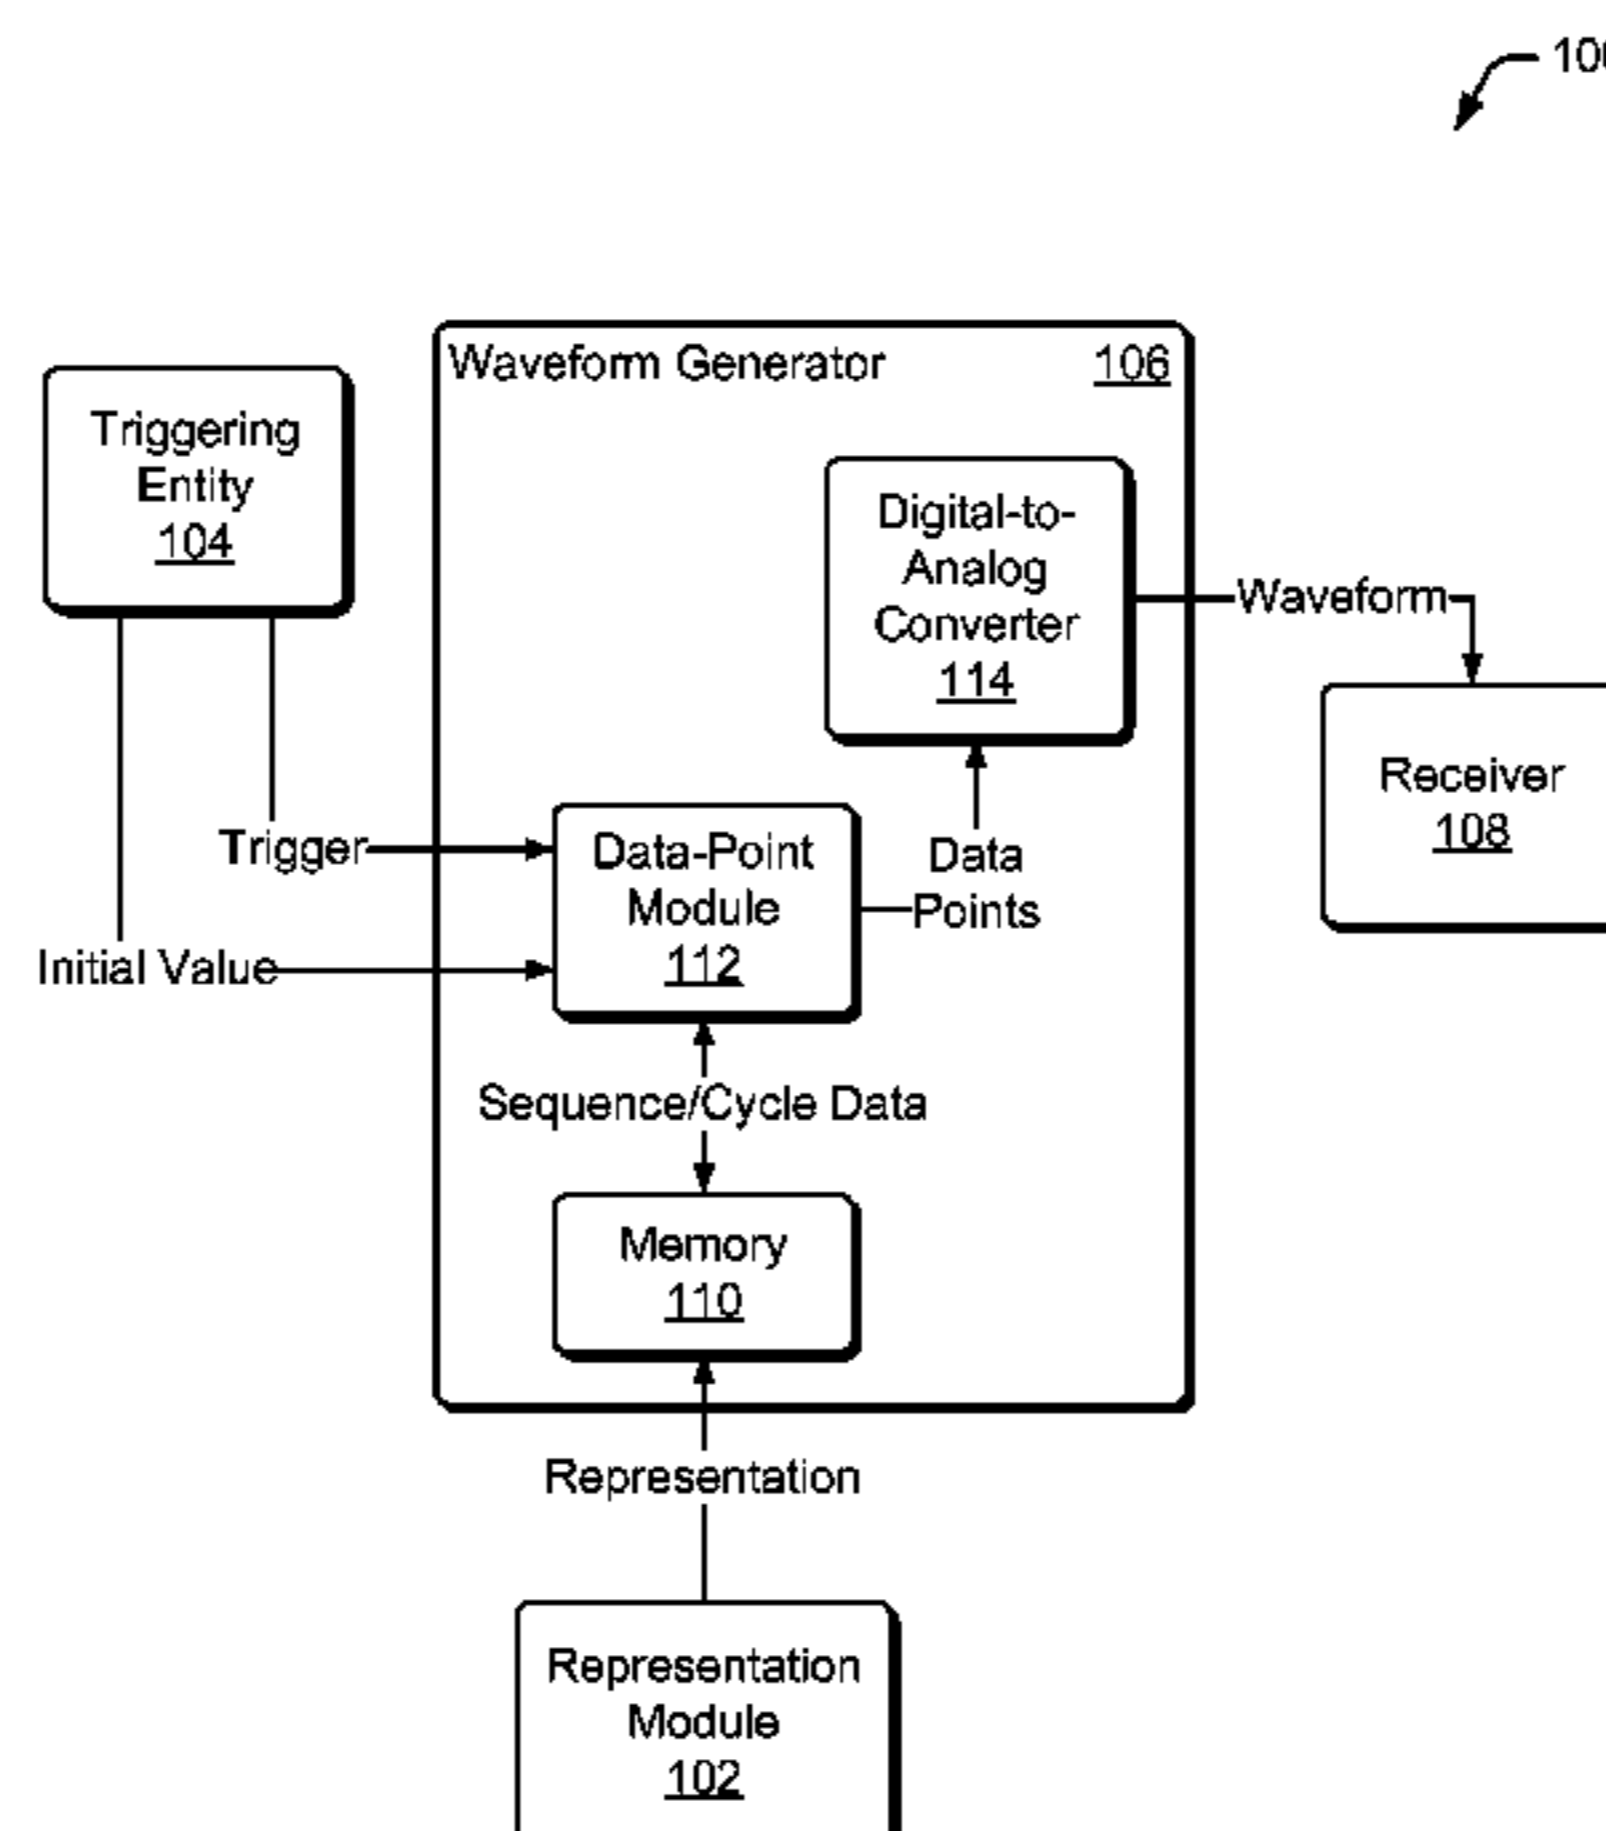 100
Waveform Generator 106
Triggering
Entity
104
Digital-to-
Analog
Converter
114
Waveform
Receiver
108
Trigger
Data-Point
Module
112
Data
Points
Initial Value
Sequence/Cycle Data
Memory
110
Representation
Representation
Module
102